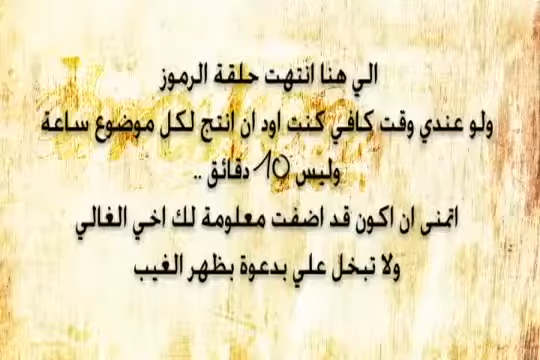 الي هنا انتهت حلقة الرموز
ولو عندي وقت كافي كنت اود ان انتج لكل موضوع ساعة
وليس 10 دقائق ..
اتمنى ان اكون قد اضفت معلومة لك اخي الغالي
ولا تبخل علي بدعوة بظهر الغيب